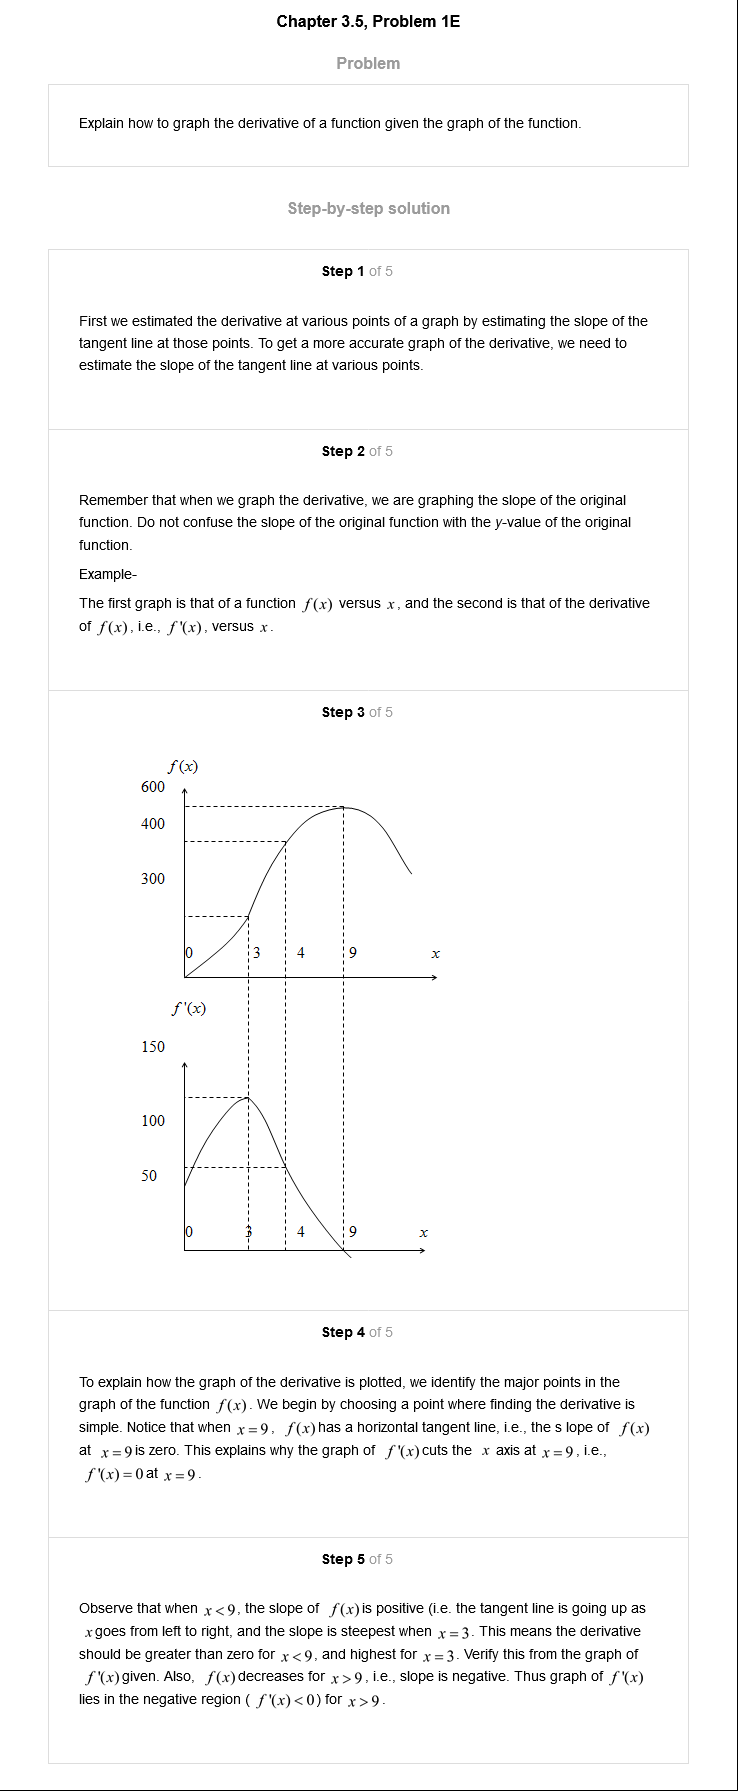 Chapter 3.5, Problem 1E
Problem
Explain how to graph the derivative of a function given the graph of the function.
Step-by-step solution
Step 1 of 5
First we estimated the derivative at various points of a graph by estimating the slope of the
tangent line at those points. To get a more accurate graph of the derivative, we need to
estimate the slope of the tangent line at various points.
Step 2 of 5
Remember that when we graph the derivative, we are graphing the slope of the original
function. Do not confuse the slope of the original function with the y-value of the original
function.
Example-
The first graph is that of a function f(x) versus x, and the second is that of the derivative
of f(x), i.e., f'(x), versus x.
Step 3 of 5
f(x)
600
400
300
0 3 4 9 x
f'(x)
150
100
50
0 3 4 9 x
Step 4 of 5
To explain how the graph of the derivative is plotted, we identify the major points in the
graph of the function f(x). We begin by choosing a point where finding the derivative is
simple. Notice that when x=9, f(x) has a horizontal tangent line, i.e., the s lope of f(x)
at x=9 is zero. This explains why the graph of f'(x) cuts the x axis at x=9, i.e.,
f'(x)=0 at x=9.
Step 5 of 5
Observe that when x<9, the slope of f(x) is positive (i.e. the tangent line is going up as
x goes from left to right, and the slope is steepest when x=3. This means the derivative
should be greater than zero for x<9, and highest for x=3. Verify this from the graph of
f'(x) given. Also, f(x) decreases for x>9, i.e., slope is negative. Thus graph of f'(x)
lies in the negative region ( f'(x)<0) for x>9.